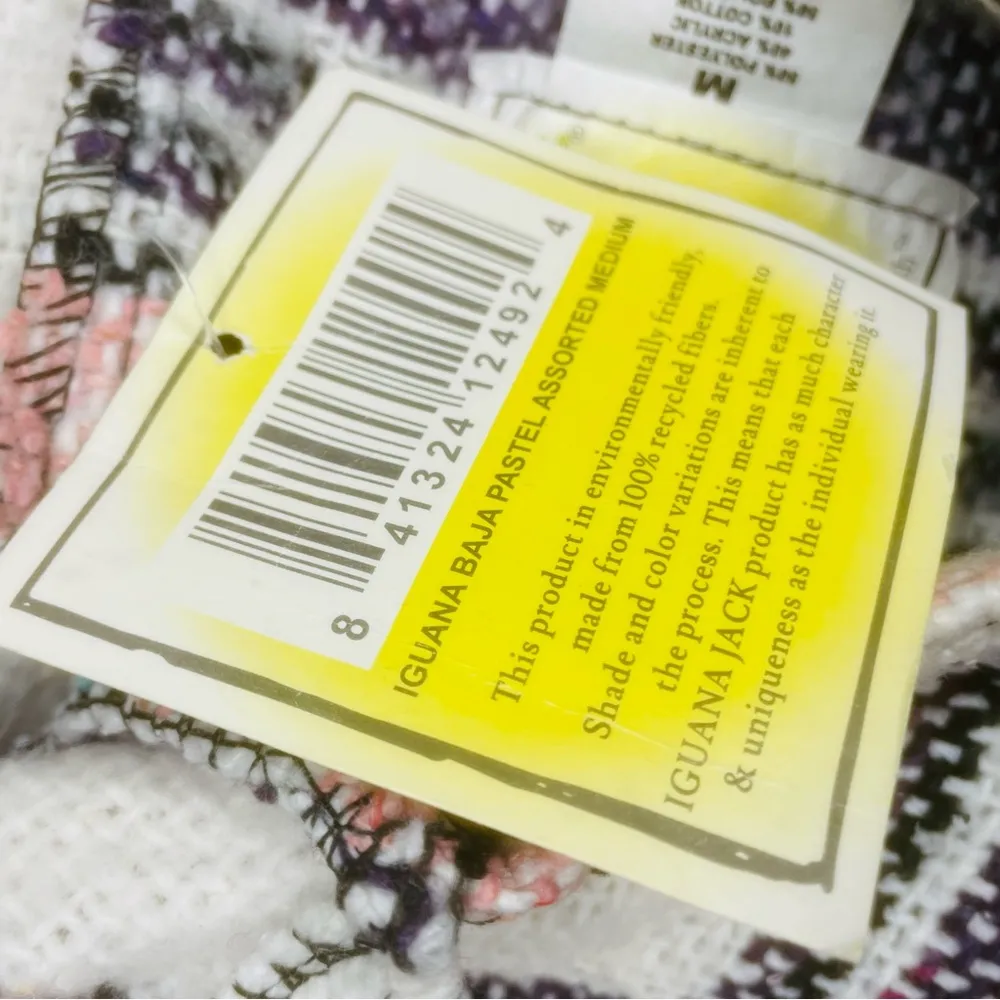 8 41324 12492 4
IGUANA BAJA PASTEL ASSORTED MEDIUM
This product in environmentally friendly,
made from 100% recycled fibers.
Shade and color variations are inherent to
the process. This means that each
IGUANA JACK product has as much character
& uniqueness as the individual wearing it.
M
POLYESTER
ACRYLIC
10% COTTON